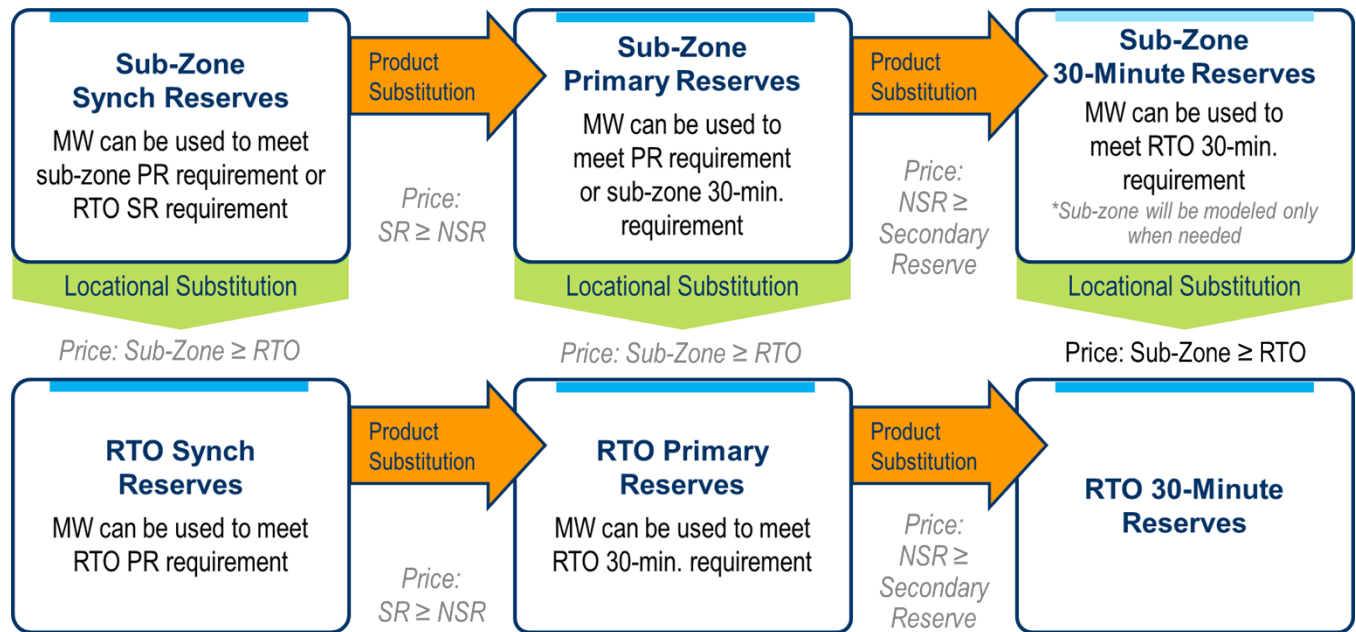 Sub-Zone
Synch Reserves
MW can be used to meet
sub-zone PR requirement or
RTO SR requirement
Product
Substitution
Price:
SR ≥ NSR
Sub-Zone
Primary Reserves
MW can be used to
meet PR requirement
or sub-zone 30-min.
requirement
Product
Substitution
Price:
NSR ≥
Secondary
Reserve
Sub-Zone
30-Minute Reserves
MW can be used to
meet RTO 30-min.
requirement
*Sub-zone will be modeled only
when needed
Locational Substitution
Locational Substitution
Locational Substitution
Price: Sub-Zone ≥ RTO
Price: Sub-Zone ≥ RTO
Price: Sub-Zone ≥ RTO
RTO Synch
Reserves
MW can be used to meet
RTO PR requirement
Product
Substitution
Price:
SR ≥ NSR
RTO Primary
Reserves
MW can be used to meet
RTO 30-min. requirement
Product
Substitution
Price:
NSR ≥
Secondary
Reserve
RTO 30-Minute
Reserves